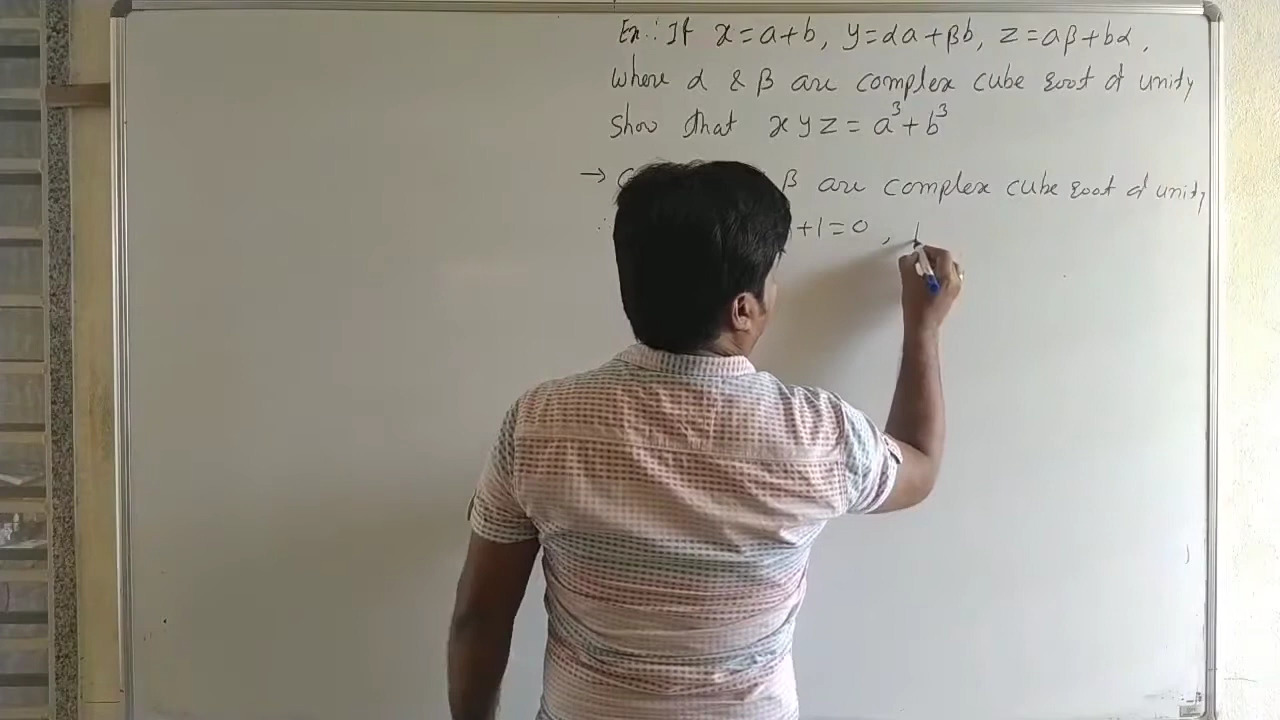 Ex.: If x = a+b, y = αa+βb, z = aβ+bα,
where α & β are complex cube root of unity
show that xyz = a³+b³
→ β are complex cube root of unity
+1=0,